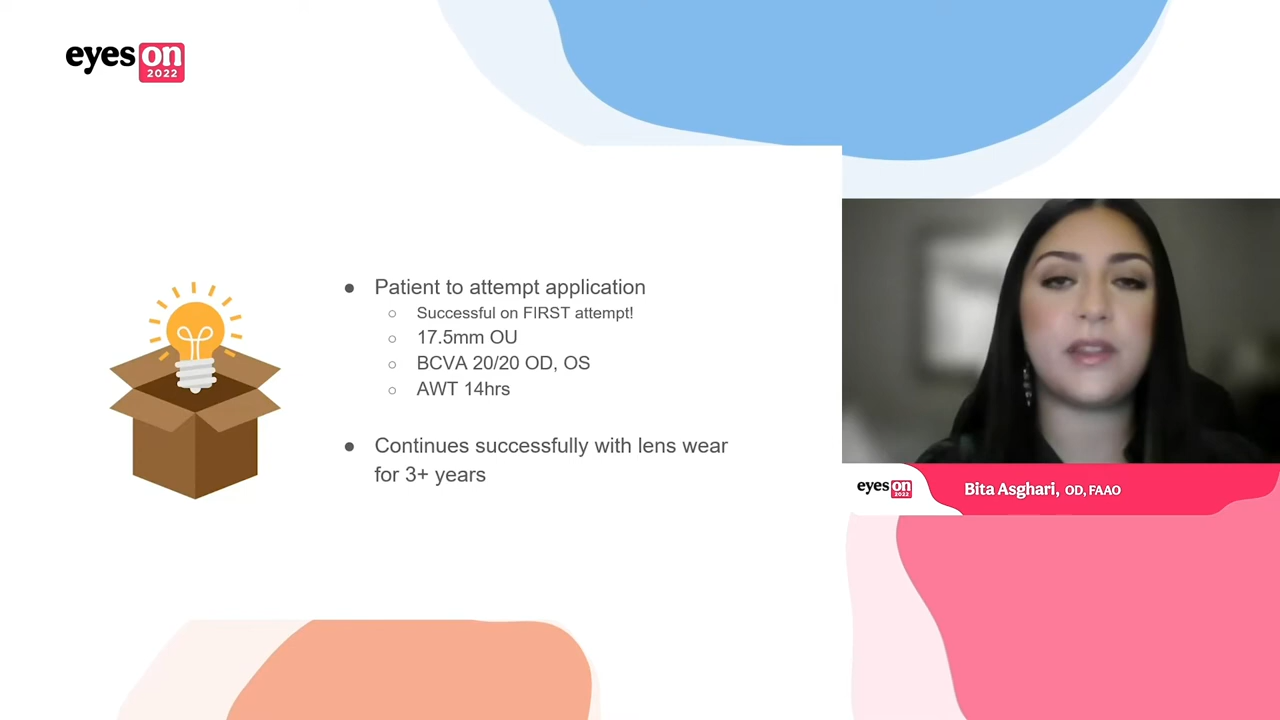 eyes on
2022
● Patient to attempt application
○ Successful on FIRST attempt!
○ 17.5mm OU
○ BCVA 20/20 OD, OS
○ AWT 14hrs
● Continues successfully with lens wear
for 3+ years
eyes on
2022
Bita Asghari, OD, FAAO